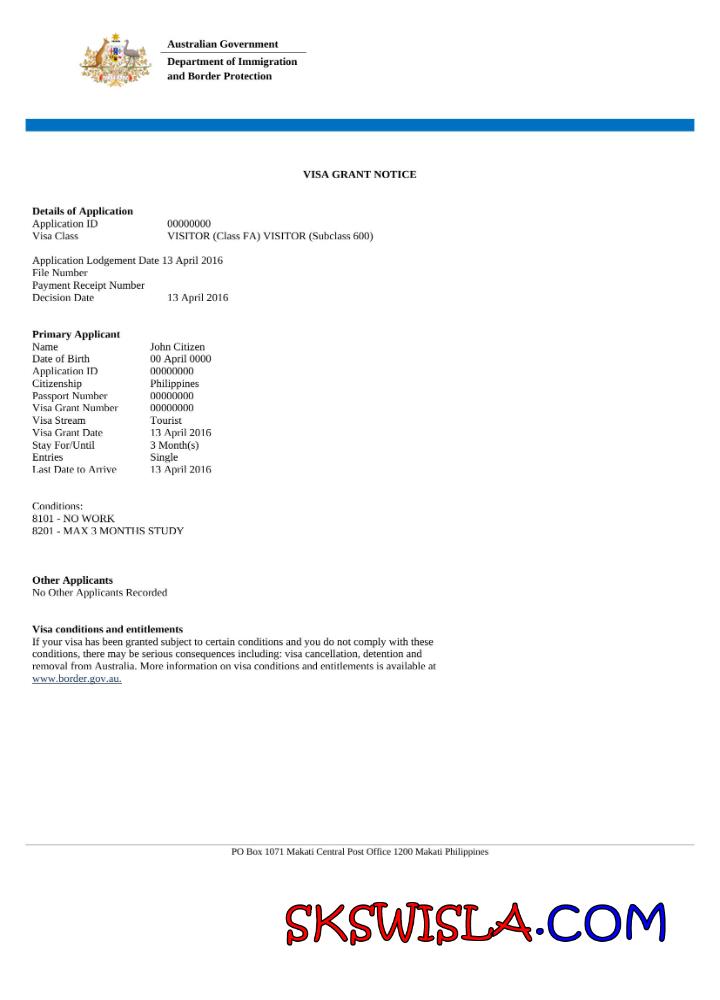 Australian Government
Department of Immigration
and Border Protection
VISA GRANT NOTICE
Details of Application
Application ID 00000000
Visa Class VISITOR (Class FA) VISITOR (Subclass 600)
Application Lodgement Date 13 April 2016
File Number
Payment Receipt Number
Decision Date 13 April 2016
Primary Applicant
Name John Citizen
Date of Birth 00 April 0000
Application ID 00000000
Citizenship Philippines
Passport Number 00000000
Visa Grant Number 00000000
Visa Stream Tourist
Visa Grant Date 13 April 2016
Stay For/Until 3 Month(s)
Entries Single
Last Date to Arrive 13 April 2016
Conditions:
8101 - NO WORK
8201 - MAX 3 MONTHS STUDY
Other Applicants
No Other Applicants Recorded
Visa conditions and entitlements
If your visa has been granted subject to certain conditions and you do not comply with these
conditions, there may be serious consequences including: visa cancellation, detention and
removal from Australia. More information on visa conditions and entitlements is available at
www.border.gov.au.
PO Box 1071 Makati Central Post Office 1200 Makati Philippines
SKSWISLA.COM